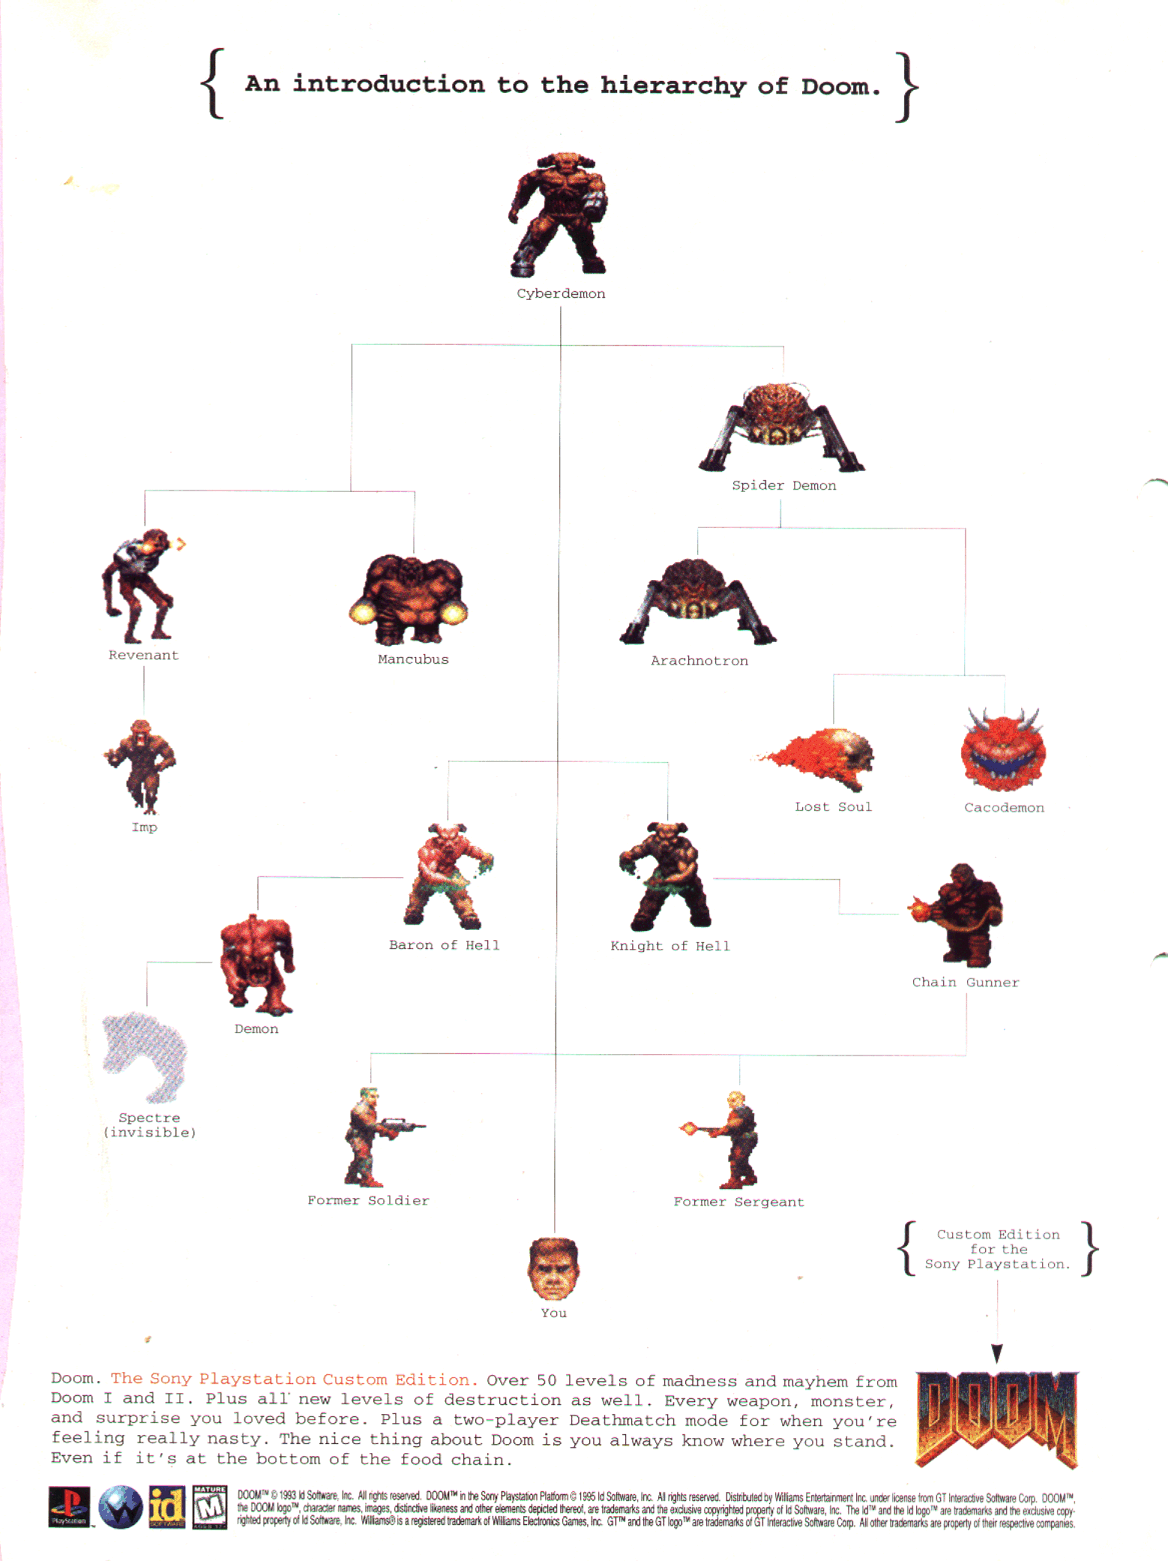 { An introduction to the hierarchy of Doom. }
Cyberdemon
Spider Demon
Revenant
Mancubus
Arachnotron
Imp
Lost Soul
Cacodemon
Baron of Hell
Knight of Hell
Chain Gunner
Demon
Spectre
(invisible)
Former Soldier
Former Sergeant
You
{ Custom Edition
for the
Sony Playstation. }
Doom. The Sony Playstation Custom Edition. Over 50 levels of madness and mayhem from
Doom I and II. Plus all new levels of destruction as well. Every weapon, monster,
and surprise you loved before. Plus a two-player Deathmatch mode for when you're
feeling really nasty. The nice thing about Doom is you always know where you stand.
Even if it's at the bottom of the food chain.
DOOM
PlayStation
W
id
SOFTWARE
MATURE
M
AGES 17+
DOOM™ © 1993 Id Software, Inc. All rights reserved. DOOM™ in the Sony Playstation Platform © 1995 Id Software, Inc. All rights reserved. Distributed by Williams Entertainment Inc. under license from GT Interactive Software Corp. DOOM™,
the DOOM logo™, character names, images, distinctive likeness and other elements depicted thereof, are trademarks and the exclusive copyrighted property of Id Software, Inc. The Id™ and the Id logo™ are trademarks and the exclusive copy-
righted property of Id Software, Inc. Williams® is a registered trademark of Williams Electronics Games, Inc. GT™ and the GT logo™ are trademarks of GT Interactive Software Corp. All other trademarks are property of their respective companies.